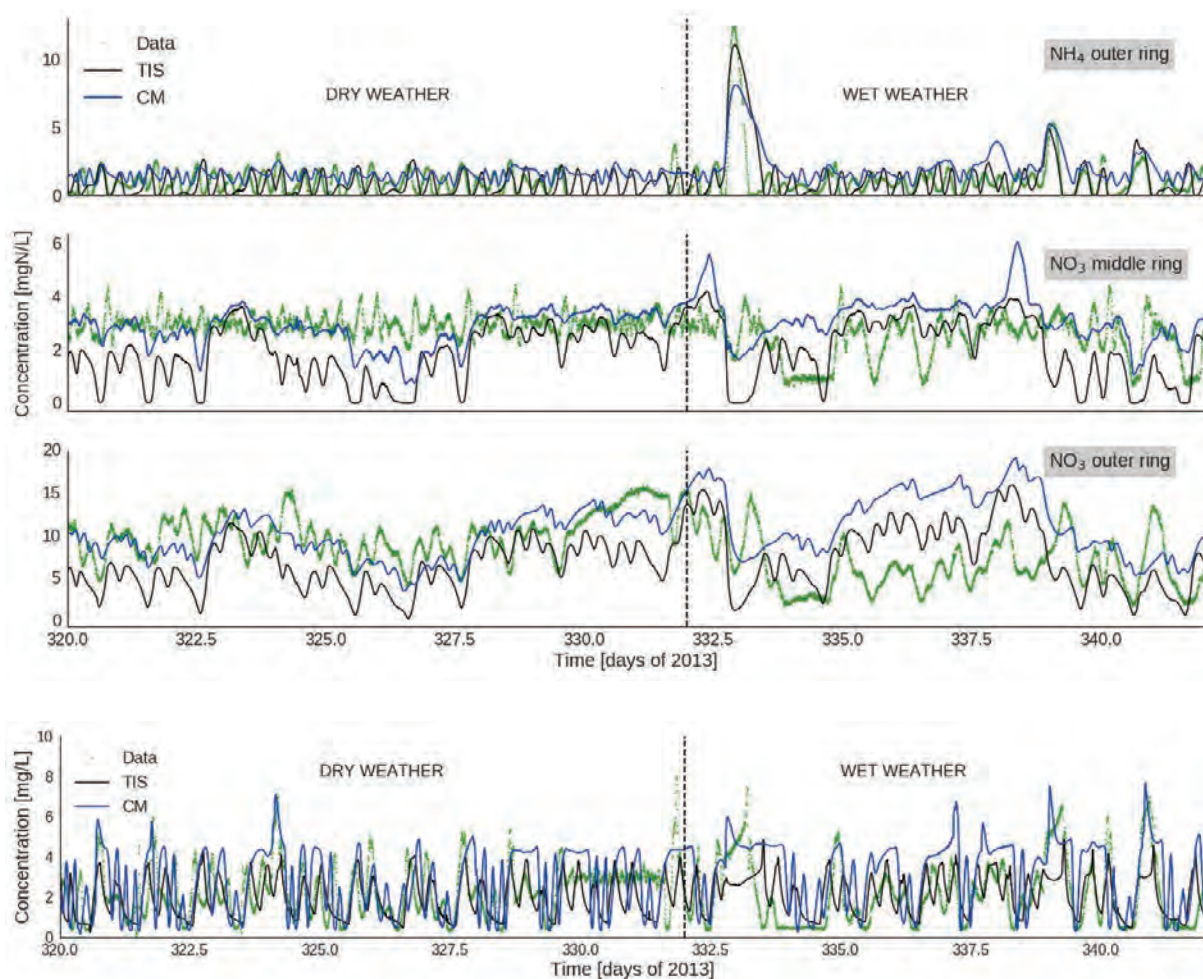 10
5
0
Data
TIS
CM
DRY WEATHER
WET WEATHER
NH₄ outer ring
Concentration [mgN/L]
6
4
2
0
NO₃ middle ring
20
15
10
5
0
NO₃ outer ring
320.0 322.5 325.0 327.5 330.0 332.5 335.0 337.5 340.0
Time [days of 2013]
Concentration [mg/L]
10
8
6
4
2
0
Data
TIS
CM
DRY WEATHER
WET WEATHER
320.0 322.5 325.0 327.5 330.0 332.5 335.0 337.5 340.0
Time [days of 2013]